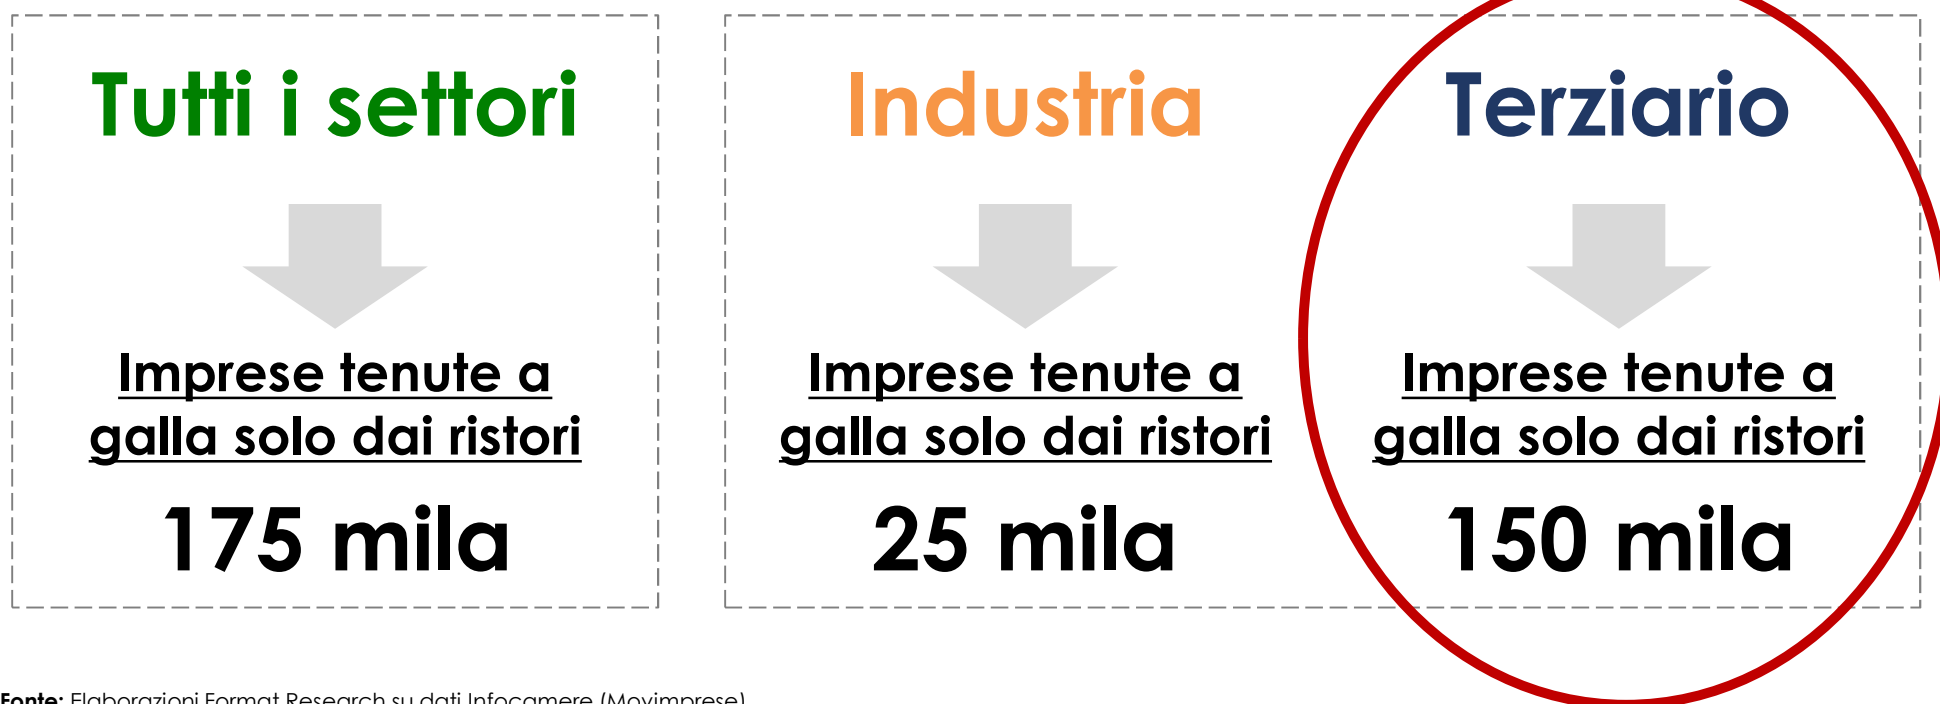 Tutti i settori
Imprese tenute a
galla solo dai ristori
175 mila
Industria
Imprese tenute a
galla solo dai ristori
25 mila
Terziario
Imprese tenute a
galla solo dai ristori
150 mila
Fonte: Elaborazioni Format Research su dati Infocamere (Movimprese)